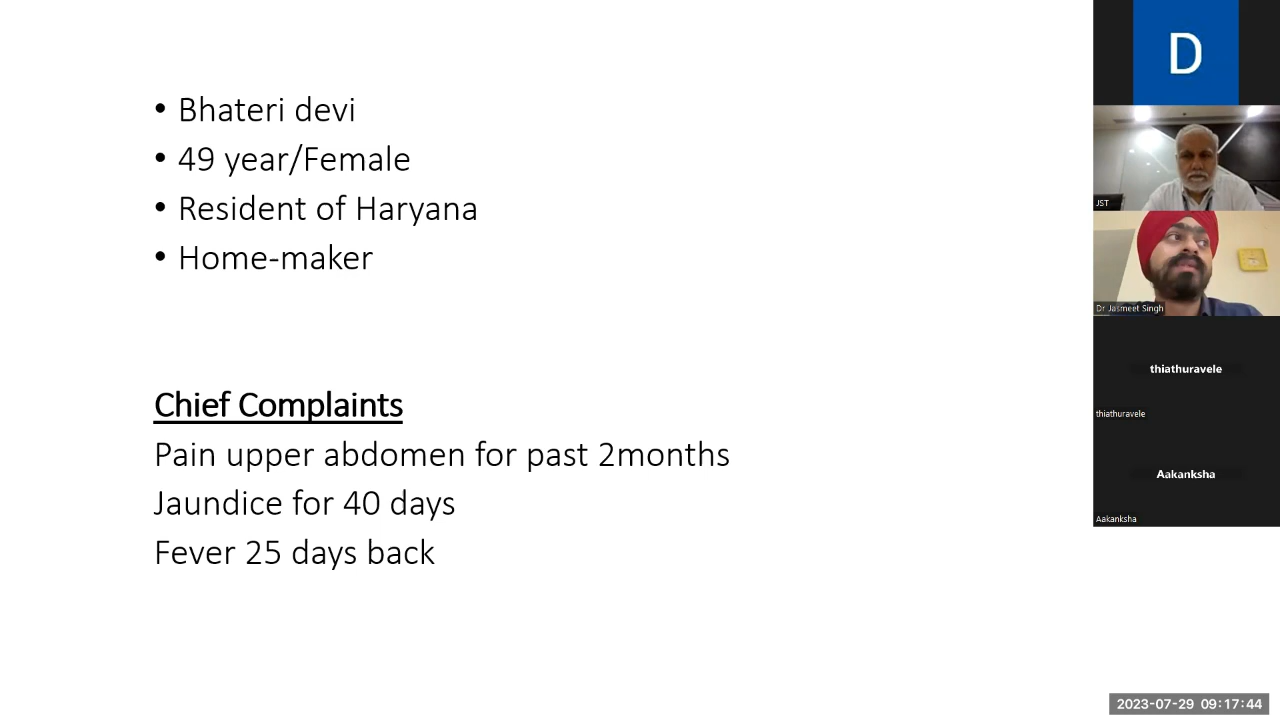 • Bhateri devi
• 49 year/Female
• Resident of Haryana
• Home-maker
Chief Complaints
Pain upper abdomen for past 2months
Jaundice for 40 days
Fever 25 days back
D
JST
Dr Jasmeet Singh
thiathuravele
thiathuravele
Aakanksha
Aakanksha
2023-07-29 09:17:44